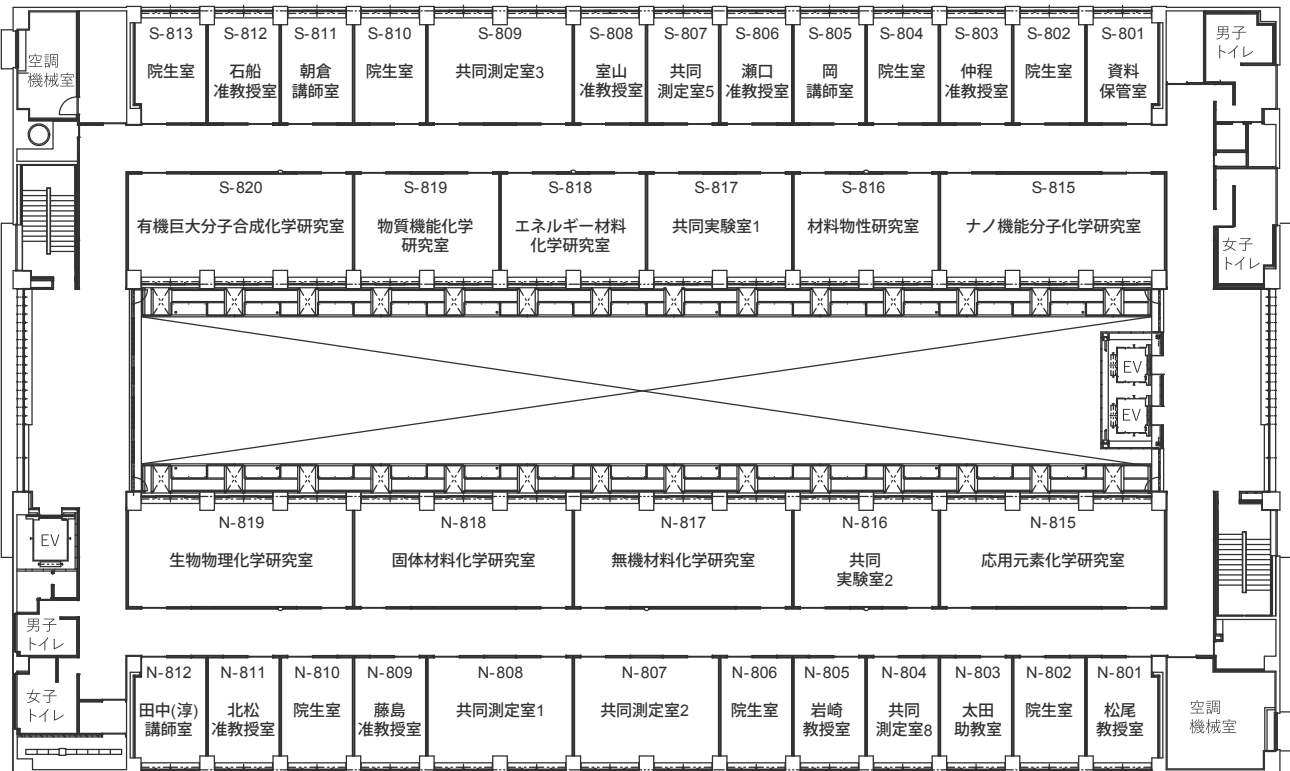 空調
機械室
S-813
院生室
S-812
石船
准教授室
S-811
朝倉
講師室
S-810
院生室
S-809
共同測定室3
S-808
室山
准教授室
S-807
共同
測定室5
S-806
瀬口
准教授室
S-805
岡
講師室
S-804
院生室
S-803
仲程
准教授室
S-802
院生室
S-801
資料
保管室
男子
トイレ
S-820
有機巨大分子合成化学研究室
S-819
物質機能化学
研究室
S-818
エネルギー材料
化学研究室
S-817
共同実験室1
S-816
材料物性研究室
S-815
ナノ機能分子化学研究室
女子
トイレ
EV
EV
EV
N-819
生物物理化学研究室
N-818
固体材料化学研究室
N-817
無機材料化学研究室
N-816
共同
実験室2
N-815
応用元素化学研究室
男子
トイレ
女子
トイレ
N-812
田中(淳)
講師室
N-811
北松
准教授室
N-810
院生室
N-809
藤島
准教授室
N-808
共同測定室1
N-807
共同測定室2
N-806
院生室
N-805
岩崎
教授室
N-804
共同
測定室8
N-803
太田
助教室
N-802
院生室
N-801
松尾
教授室
空調
機械室